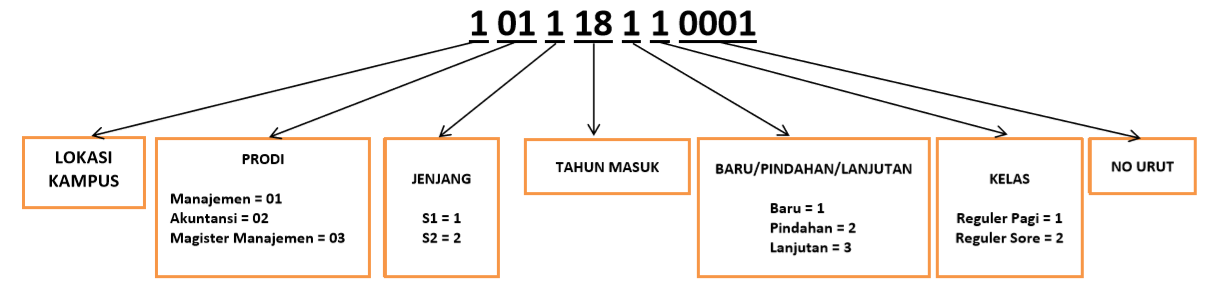 1 01 1 18 1 1 0001
LOKASI
KAMPUS
PRODI
Manajemen = 01
Akuntansi = 02
Magister Manajemen = 03
JENJANG
S1 = 1
S2 = 2
TAHUN MASUK
BARU/PINDAHAN/LANJUTAN
Baru = 1
Pindahan = 2
Lanjutan = 3
KELAS
Reguler Pagi = 1
Reguler Sore = 2
NO URUT